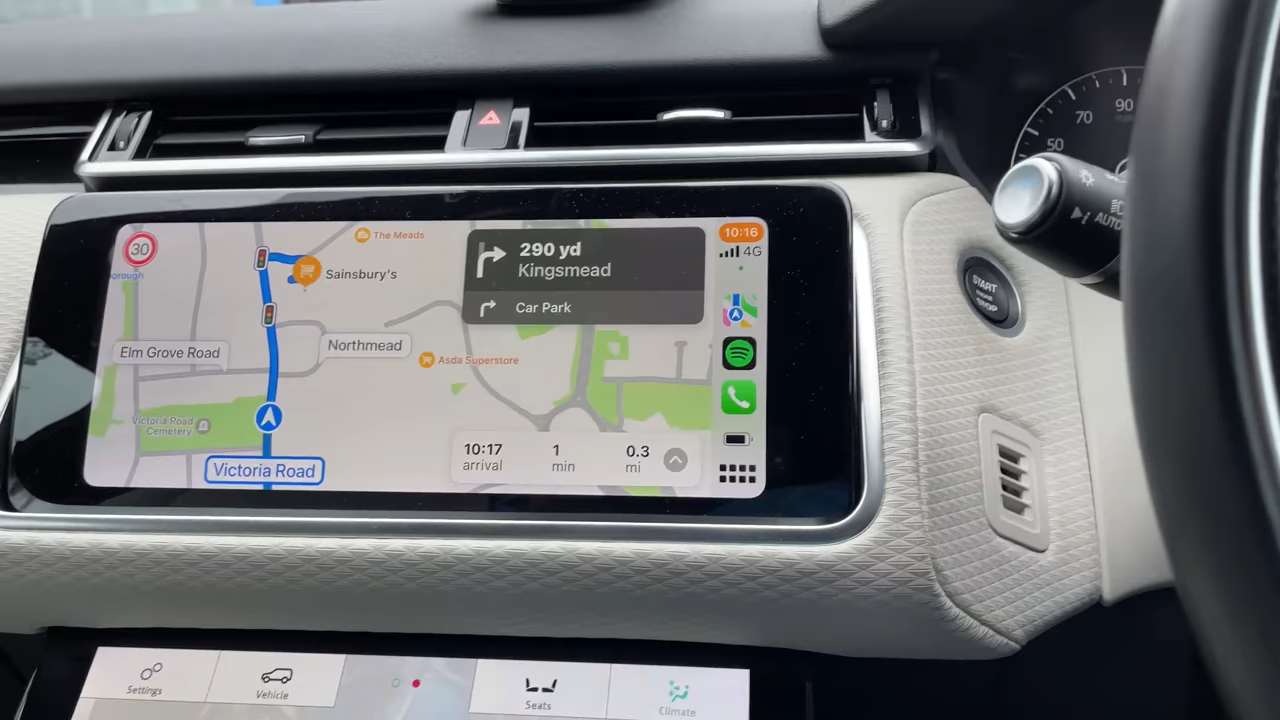 30
orough
The Meads
Sainsbury's
290 yd
Kingsmead
Car Park
10:16
4G
Elm Grove Road
Northmead
Asda Superstore
Victoria Road
Cemetery
Victoria Road
10:17
arrival
1
min
0.3
mi
50
70
90
AUTO
START
STOP
Settings
Vehicle
Seats
Climate